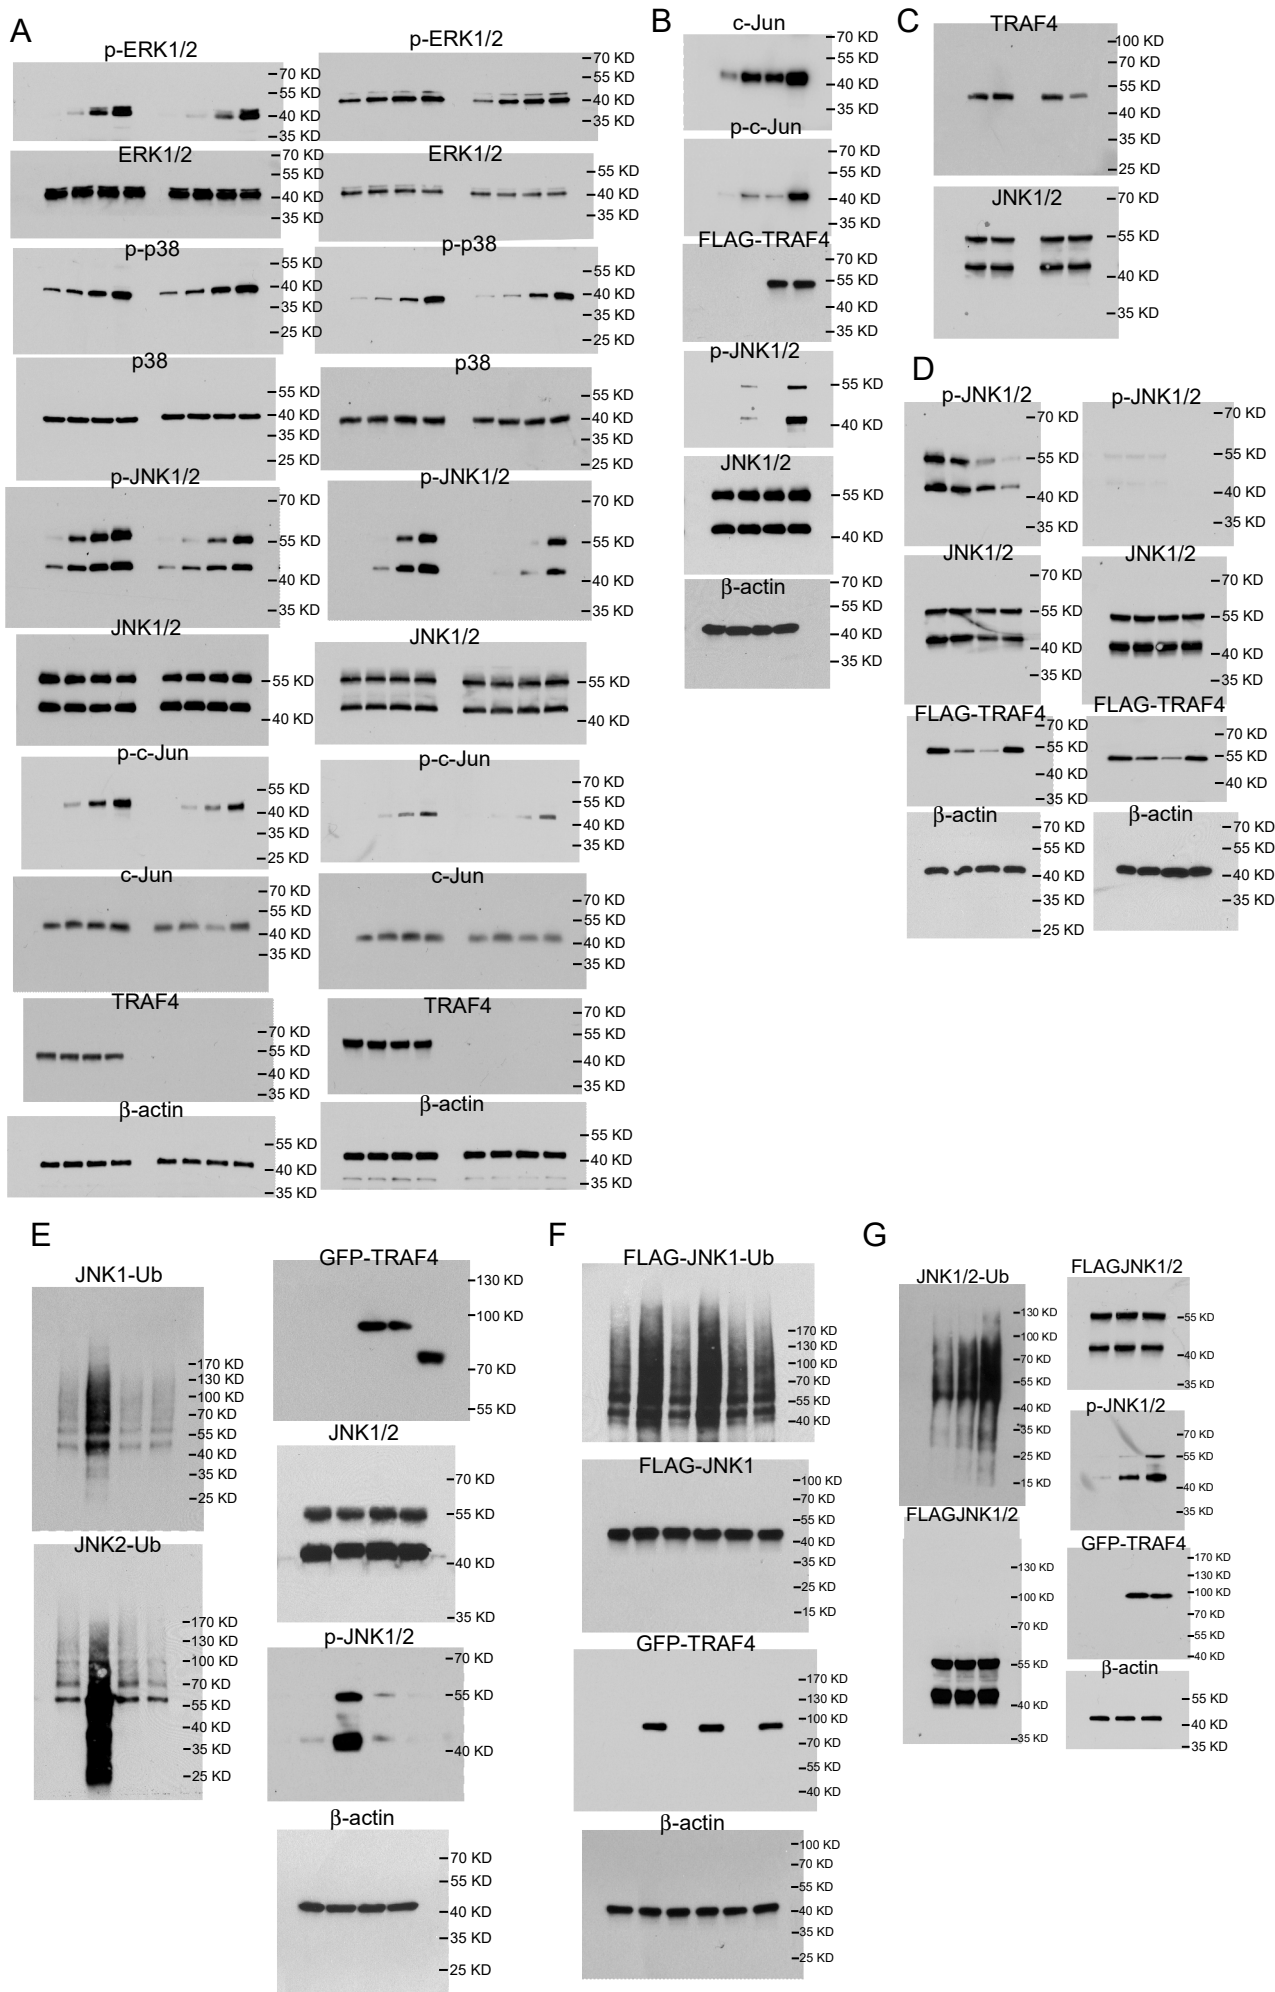 A
p-ERK1/2
-70 KD
-55 KD
-40 KD
-35 KD
ERK1/2
-70 KD
-55 KD
-40 KD
-35 KD
p-p38
-55 KD
-40 KD
-35 KD
-25 KD
p38
-55 KD
-40 KD
-35 KD
-25 KD
p-JNK1/2
-70 KD
-55 KD
-40 KD
-35 KD
JNK1/2
-55 KD
-40 KD
p-c-Jun
-55 KD
-40 KD
-35 KD
-25 KD
c-Jun
-70 KD
-55 KD
-40 KD
-35 KD
TRAF4
-70 KD
-55 KD
-40 KD
-35 KD
β-actin
-55 KD
-40 KD
-35 KD
p-ERK1/2
-70 KD
-55 KD
-40 KD
-35 KD
ERK1/2
-55 KD
-40 KD
-35 KD
p-p38
-55 KD
-40 KD
-35 KD
-25 KD
p38
-55 KD
-40 KD
-35 KD
-25 KD
p-JNK1/2
-70 KD
-55 KD
-40 KD
-35 KD
JNK1/2
-55 KD
-40 KD
p-c-Jun
-70 KD
-55 KD
-40 KD
-35 KD
c-Jun
-70 KD
-55 KD
-40 KD
-35 KD
TRAF4
-70 KD
-55 KD
-40 KD
-35 KD
β-actin
-55 KD
-40 KD
-35 KD
B
c-Jun
-70 KD
-55 KD
-40 KD
-35 KD
p-c-Jun
-70 KD
-55 KD
-40 KD
-35 KD
FLAG-TRAF4
-70 KD
-55 KD
-40 KD
-35 KD
p-JNK1/2
-55 KD
-40 KD
JNK1/2
-55 KD
-40 KD
β-actin
-70 KD
-55 KD
-40 KD
-35 KD
C
TRAF4
-100 KD
-70 KD
-55 KD
-40 KD
-35 KD
-25 KD
JNK1/2
-70 KD
-55 KD
-40 KD
-35 KD
D
p-JNK1/2
-70 KD
-55 KD
-40 KD
-35 KD
JNK1/2
-70 KD
-55 KD
-40 KD
-35 KD
FLAG-TRAF4
-70 KD
-55 KD
-40 KD
-35 KD
β-actin
-70 KD
-55 KD
-40 KD
-35 KD
-25 KD
p-JNK1/2
-70 KD
-55 KD
-40 KD
-35 KD
JNK1/2
-70 KD
-55 KD
-40 KD
-35 KD
FLAG-TRAF4
-70 KD
-55 KD
-40 KD
β-actin
-70 KD
-55 KD
-40 KD
-35 KD
E
JNK1-Ub
-170 KD
-130 KD
-100 KD
-70 KD
-55 KD
-40 KD
-35 KD
-25 KD
JNK2-Ub
-170 KD
-130 KD
-100 KD
-70 KD
-55 KD
-40 KD
-35 KD
-25 KD
GFP-TRAF4
-130 KD
-100 KD
-70 KD
-55 KD
JNK1/2
-70 KD
-55 KD
-40 KD
-35 KD
p-JNK1/2
-70 KD
-55 KD
-40 KD
β-actin
-70 KD
-55 KD
-40 KD
-35 KD
-25 KD
F
FLAG-JNK1-Ub
-170 KD
-130 KD
-100 KD
-70 KD
-55 KD
-40 KD
FLAG-JNK1
-100 KD
-70 KD
-55 KD
-40 KD
-35 KD
-25 KD
-15 KD
GFP-TRAF4
-170 KD
-130 KD
-100 KD
-70 KD
-55 KD
-40 KD
β-actin
-100 KD
-70 KD
-55 KD
-40 KD
-35 KD
-25 KD
G
JNK1/2-Ub
-130 KD
-100 KD
-70 KD
-55 KD
-40 KD
-35 KD
-25 KD
-15 KD
FLAGJNK1/2
-130 KD
-100 KD
-70 KD
-55 KD
-40 KD
-35 KD
FLAGJNK1/2
-55 KD
-40 KD
-35 KD
p-JNK1/2
-70 KD
-55 KD
-40 KD
-35 KD
GFP-TRAF4
-170 KD
-130 KD
-100 KD
-70 KD
-55 KD
-40 KD
β-actin
-55 KD
-40 KD
-35 KD